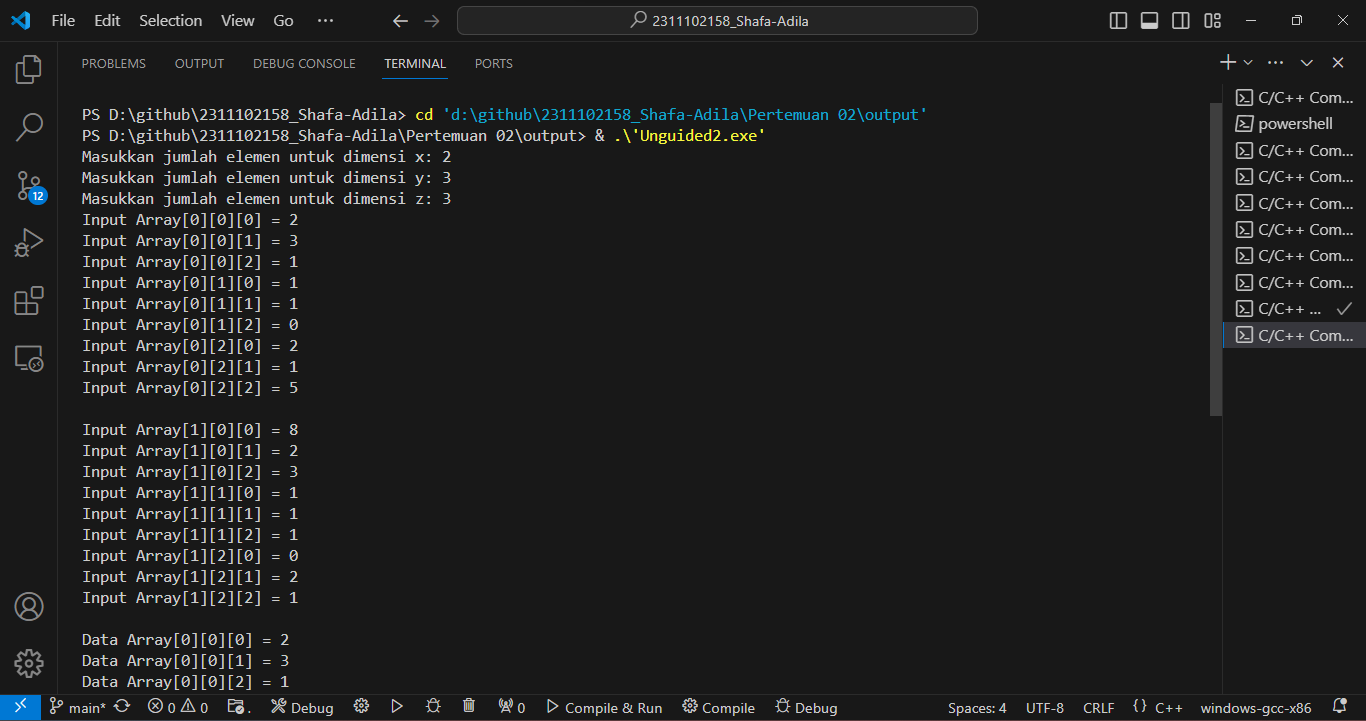 File Edit Selection View Go ··· 2311102158_Shafa-Adila
PROBLEMS OUTPUT DEBUG CONSOLE TERMINAL PORTS
PS D:\github\2311102158_Shafa-Adila> cd 'd:\github\2311102158_Shafa-Adila\Pertemuan 02\output'
PS D:\github\2311102158_Shafa-Adila\Pertemuan 02\output> & .\'Unguided2.exe'
Masukkan jumlah elemen untuk dimensi x: 2
Masukkan jumlah elemen untuk dimensi y: 3
Masukkan jumlah elemen untuk dimensi z: 3
Input Array[0][0][0] = 2
Input Array[0][0][1] = 3
Input Array[0][0][2] = 1
Input Array[0][1][0] = 1
Input Array[0][1][1] = 1
Input Array[0][1][2] = 0
Input Array[0][2][0] = 2
Input Array[0][2][1] = 1
Input Array[0][2][2] = 5
Input Array[1][0][0] = 8
Input Array[1][0][1] = 2
Input Array[1][0][2] = 3
Input Array[1][1][0] = 1
Input Array[1][1][1] = 1
Input Array[1][1][2] = 1
Input Array[1][2][0] = 0
Input Array[1][2][1] = 2
Input Array[1][2][2] = 1
Data Array[0][0][0] = 2
Data Array[0][0][1] = 3
Data Array[0][0][2] = 1
C/C++ Com...
powershell
C/C++ Com...
C/C++ Com...
C/C++ Com...
C/C++ Com...
C/C++ Com...
C/C++ Com...
C/C++ ...
C/C++ Com...
12
main* 0 0 . Debug 0 Compile & Run Compile Debug Spaces: 4 UTF-8 CRLF {} C++ windows-gcc-x86